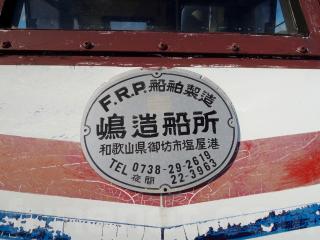 F.R.P.船舶製造
嶋造船所
和歌山県御坊市塩屋港
TEL 0738-29-2619
夜間 22-3963